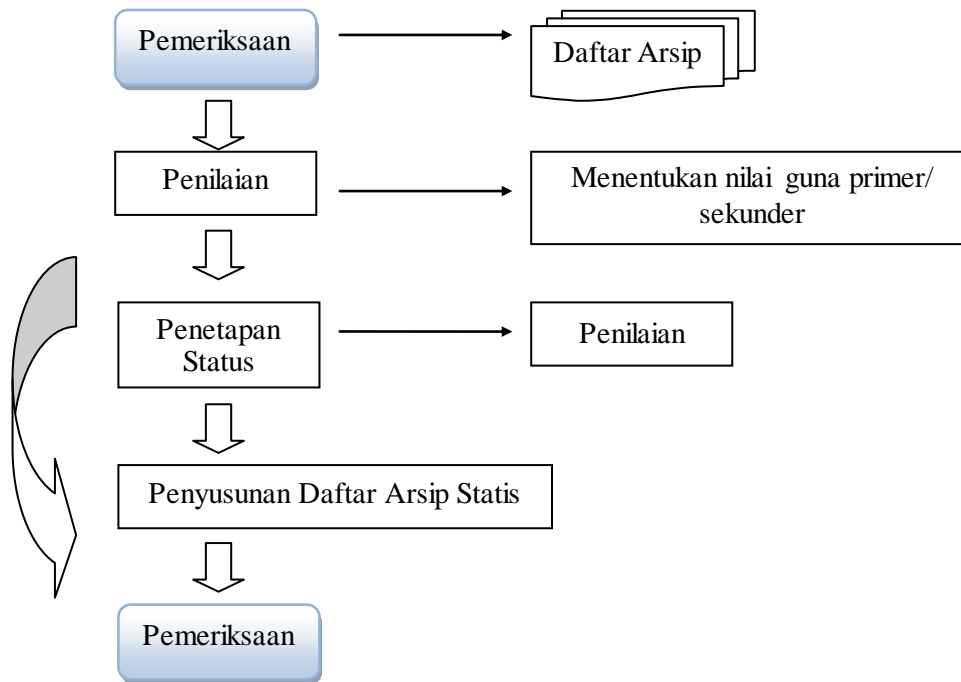 Pemeriksaan
Daftar Arsip
Penilaian
Menentukan nilai guna primer/
sekunder
Penetapan
Status
Penilaian
Penyusunan Daftar Arsip Statis
Pemeriksaan